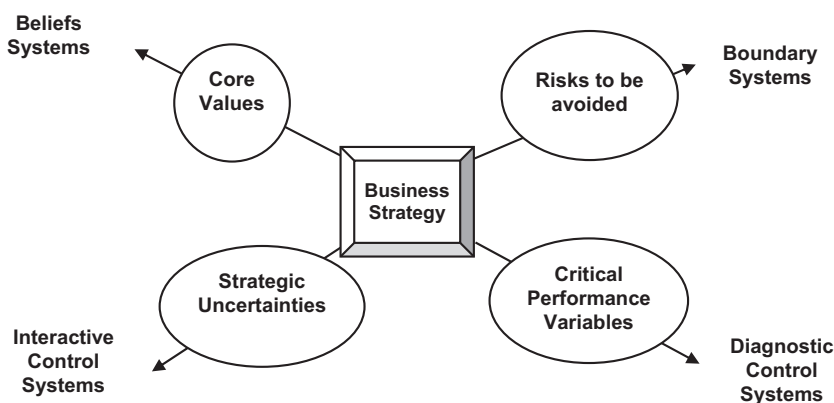 Beliefs
Systems
Core
Values
Risks to be
avoided
Boundary
Systems
Business
Strategy
Strategic
Uncertainties
Critical
Performance
Variables
Interactive
Control
Systems
Diagnostic
Control
Systems